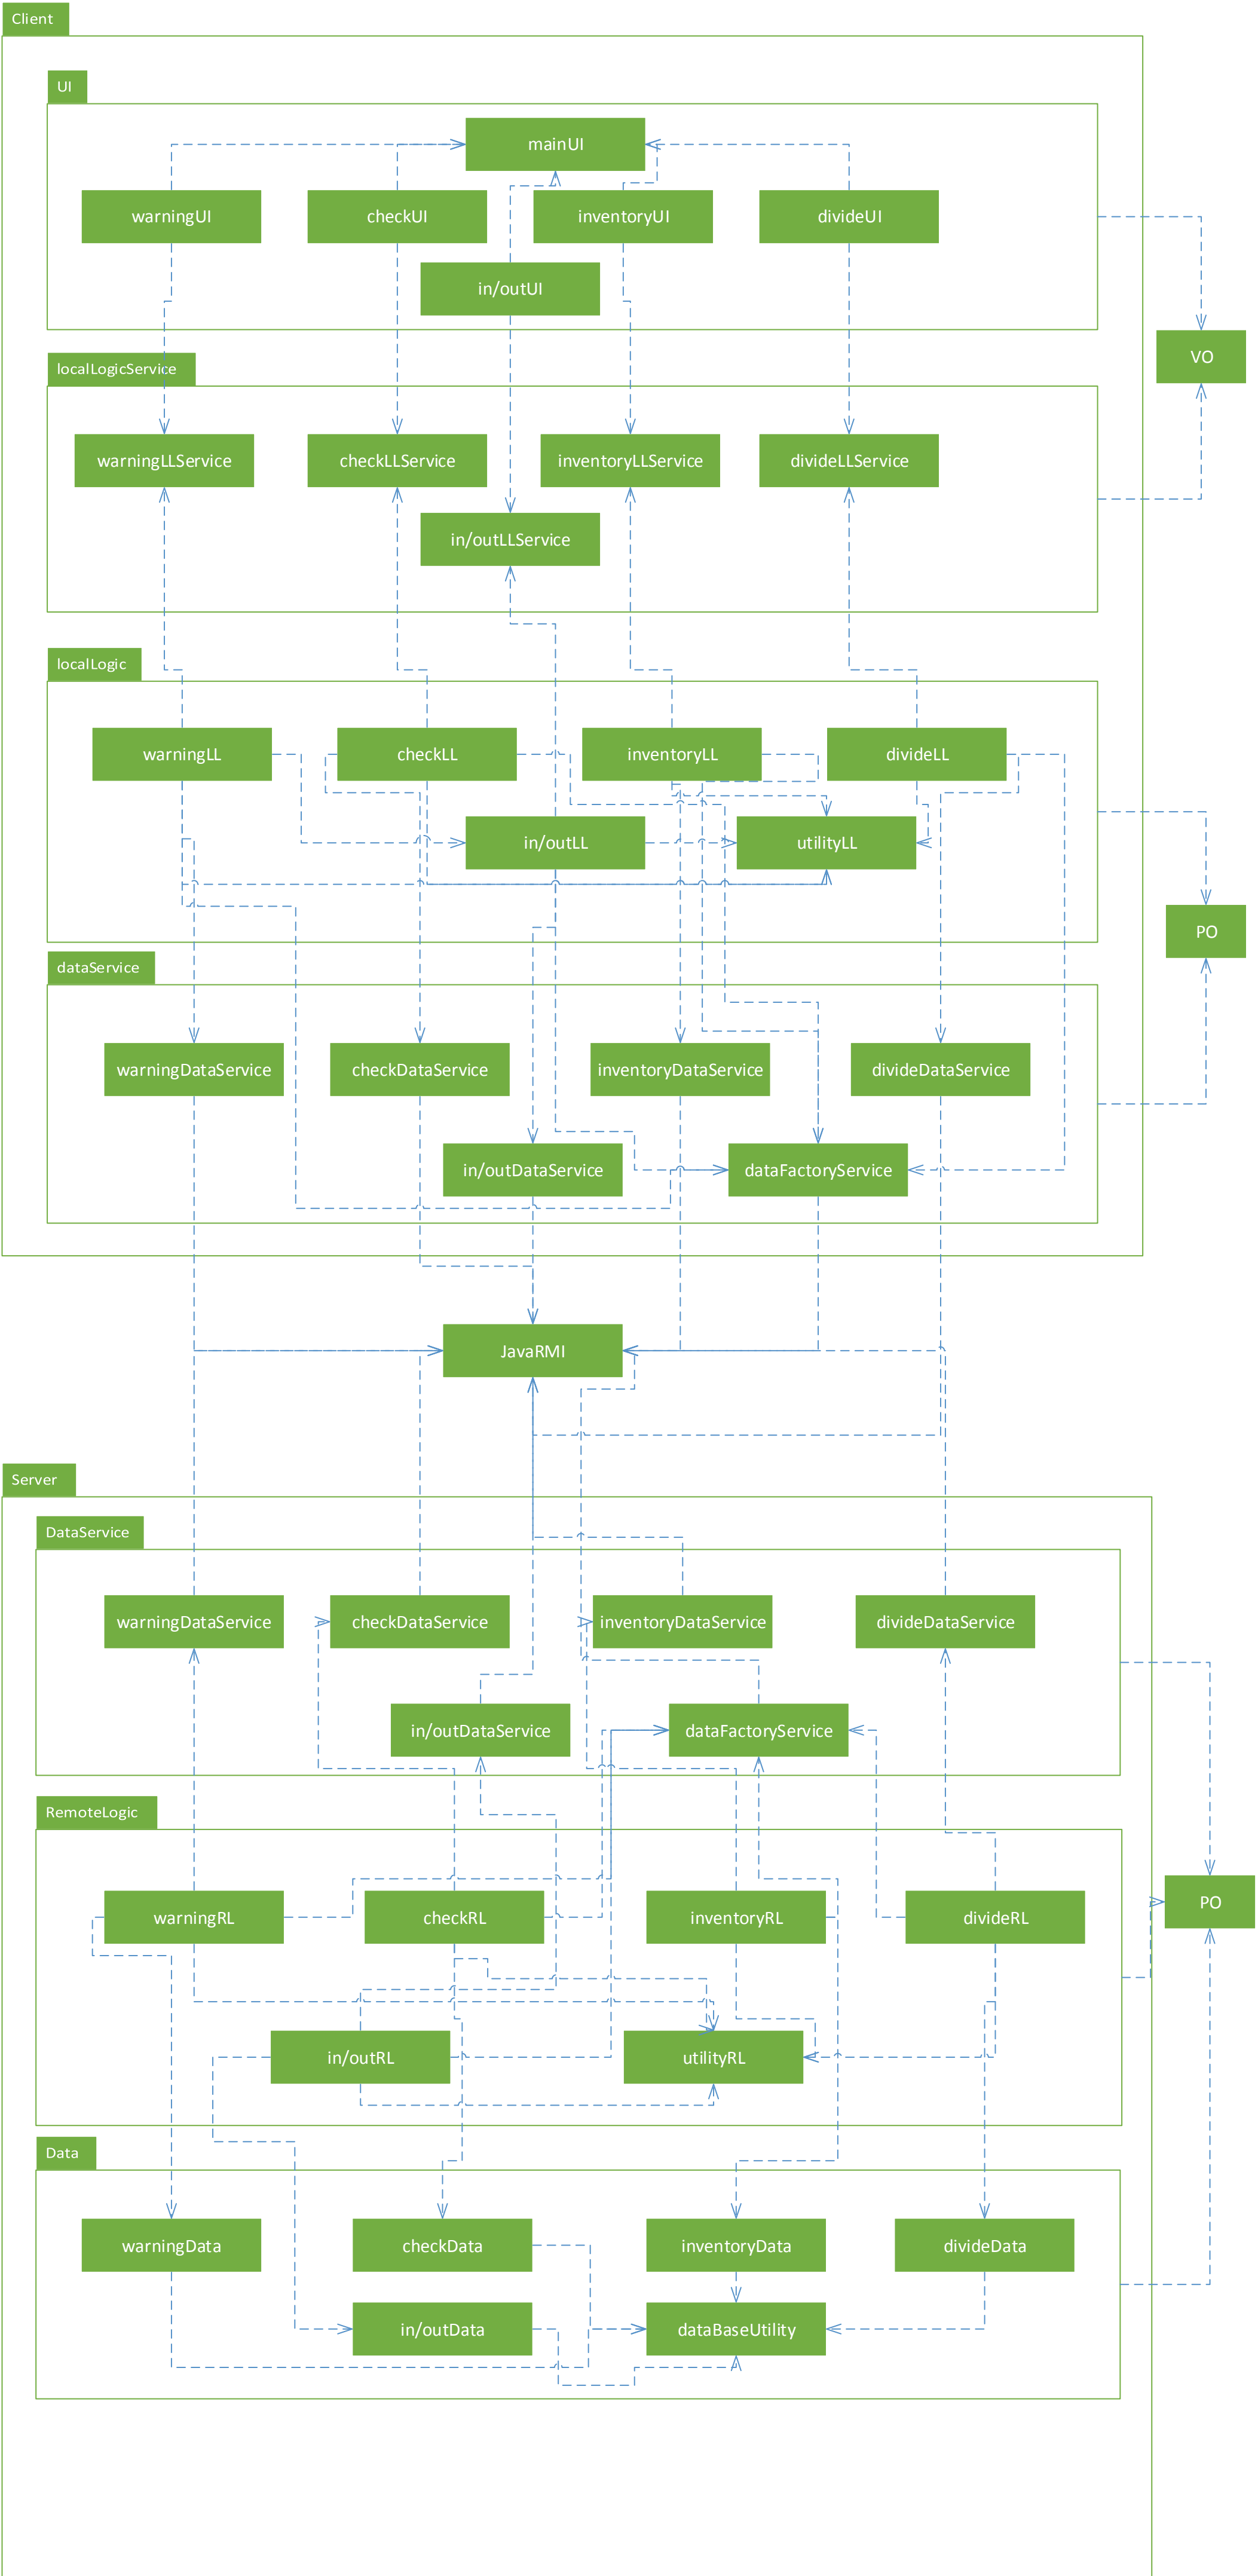 Client
UI
mainUI
warningUI
checkUI
inventoryUI
divideUI
in/outUI
VO
localLogicService
warningLLService
checkLLService
inventoryLLService
divideLLService
in/outLLService
localLogic
warningLL
checkLL
inventoryLL
divideLL
in/outLL
utilityLL
PO
dataService
warningDataService
checkDataService
inventoryDataService
divideDataService
in/outDataService
dataFactoryService
JavaRMI
Server
DataService
warningDataService
checkDataService
inventoryDataService
divideDataService
in/outDataService
dataFactoryService
RemoteLogic
warningRL
checkRL
inventoryRL
divideRL
PO
in/outRL
utilityRL
Data
warningData
checkData
inventoryData
divideData
in/outData
dataBaseUtility